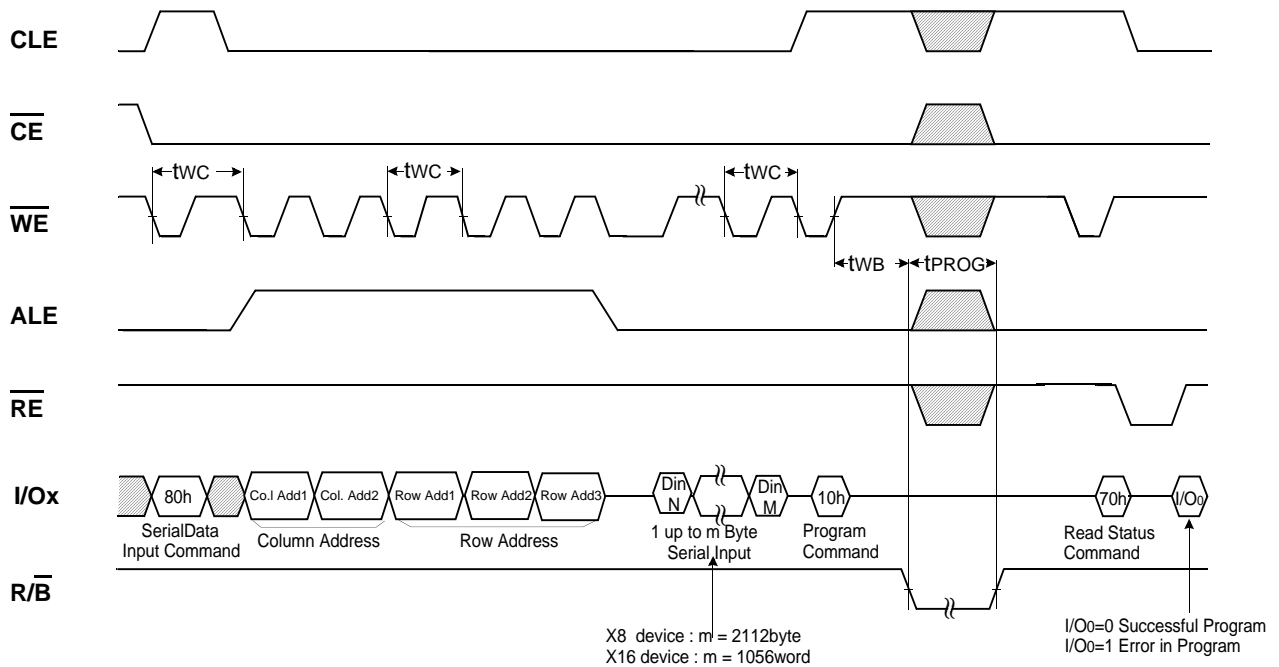 CLE
CE
tWC tWC tWC
WE
tWB tPROG
ALE
RE
I/Ox 80h Co.l Add1 Col. Add2 Row Add1 Row Add2 Row Add3 Din N Din M 10h 70h I/O0
SerialData Input Command
Column Address
Row Address
1 up to m Byte Serial Input
Program Command
Read Status Command
R/B
X8 device : m = 2112byte
X16 device : m = 1056word
I/O0=0 Successful Program
I/O0=1 Error in Program